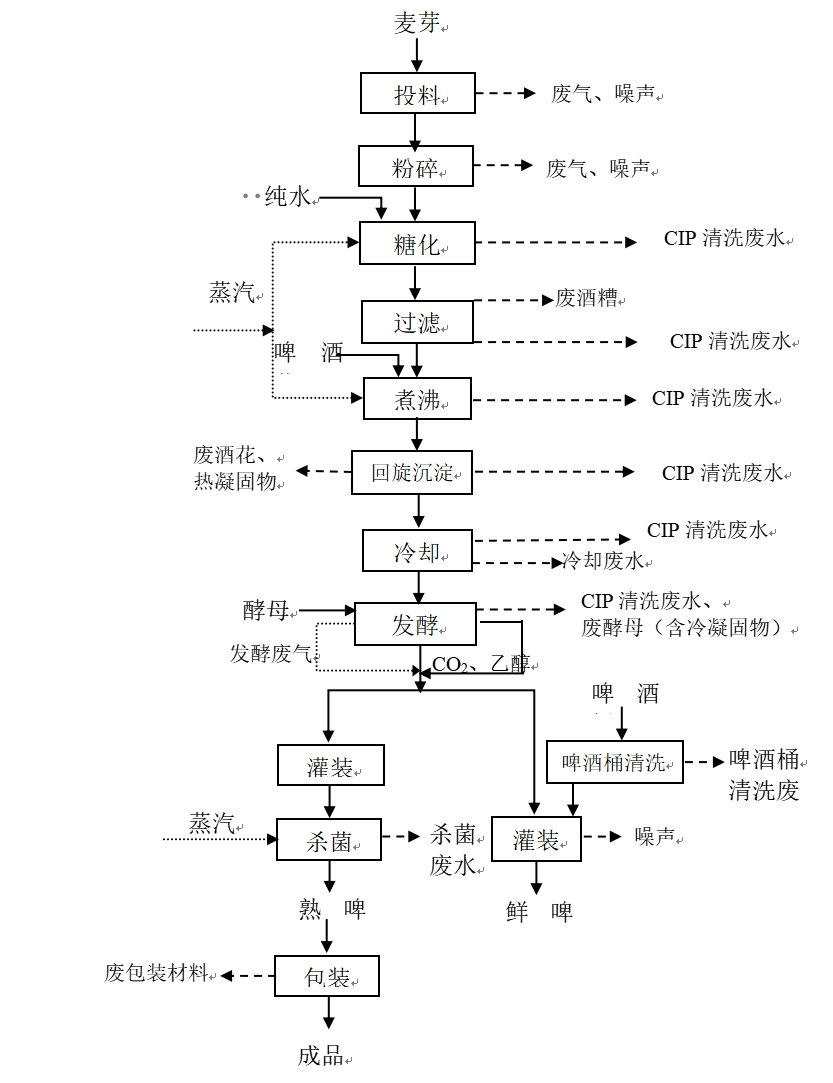 麦芽
投料
废气、噪声
粉碎
废气、噪声
纯水
糖化
CIP 清洗废水
蒸汽
废酒糟
过滤
CIP 清洗废水
啤 酒
煮沸
CIP 清洗废水
废酒花、
热凝固物
回旋沉淀
CIP 清洗废水
冷却
CIP 清洗废水
冷却废水
酵母
发酵
CIP 清洗废水、
废酵母（含冷凝固物）
发酵废气
CO₂、乙醇
啤 酒
灌装
啤酒桶清洗
啤酒桶
清洗废
蒸汽
杀菌
杀菌
废水
灌装
噪声
熟 啤
鲜 啤
废包装材料
包装
成品